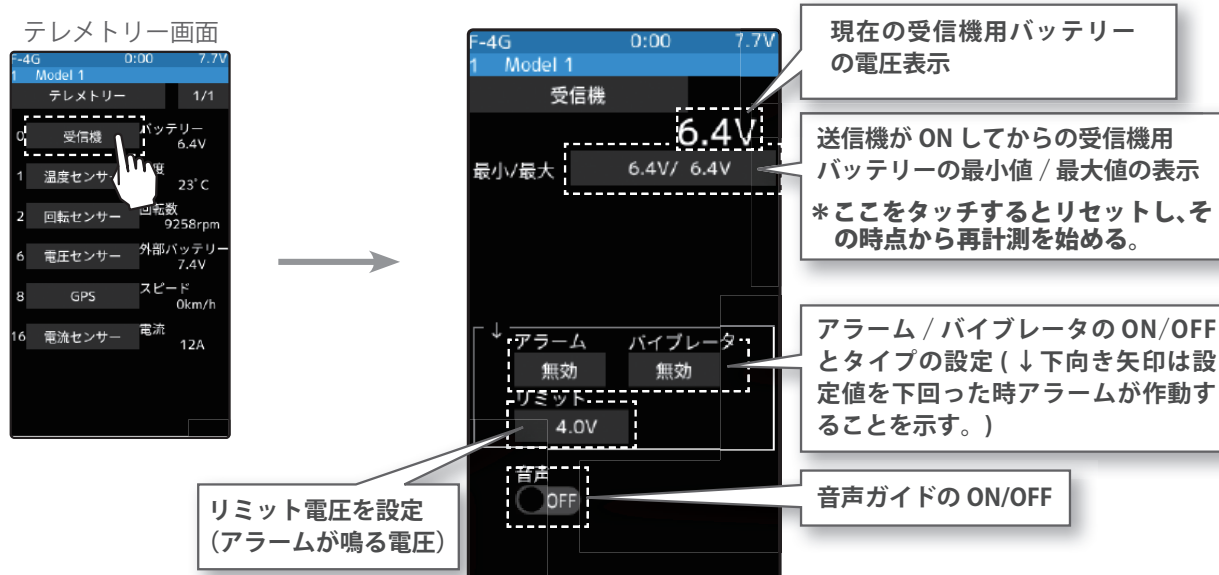 テレメトリー画面
F-4G 0:00 7.7V
1 Model 1
テレメトリー 1/1
0 受信機 バッテリー
6.4V
1 温度センサ 度
23°C
2 回転センサー 回転数
9258rpm
6 電圧センサー 外部バッテリー
7.4V
8 GPS スピード
0km/h
16 電流センサー 電流
12A
F-4G 0:00 7.7V
1 Model 1
受信機
6.4V
最小/最大 6.4V/ 6.4V
↓
アラーム バイブレータ
無効 無効
リミット
4.0V
音声
OFF
現在の受信機用バッテリー
の電圧表示
送信機が ON してからの受信機用
バッテリーの最小値 / 最大値の表示
＊ここをタッチするとリセットし、そ
の時点から再計測を始める。
アラーム / バイブレータの ON/OFF
とタイプの設定 ( ↓下向き矢印は設
定値を下回った時アラームが作動す
ることを示す。)
音声ガイドの ON/OFF
リミット電圧を設定
（アラームが鳴る電圧）